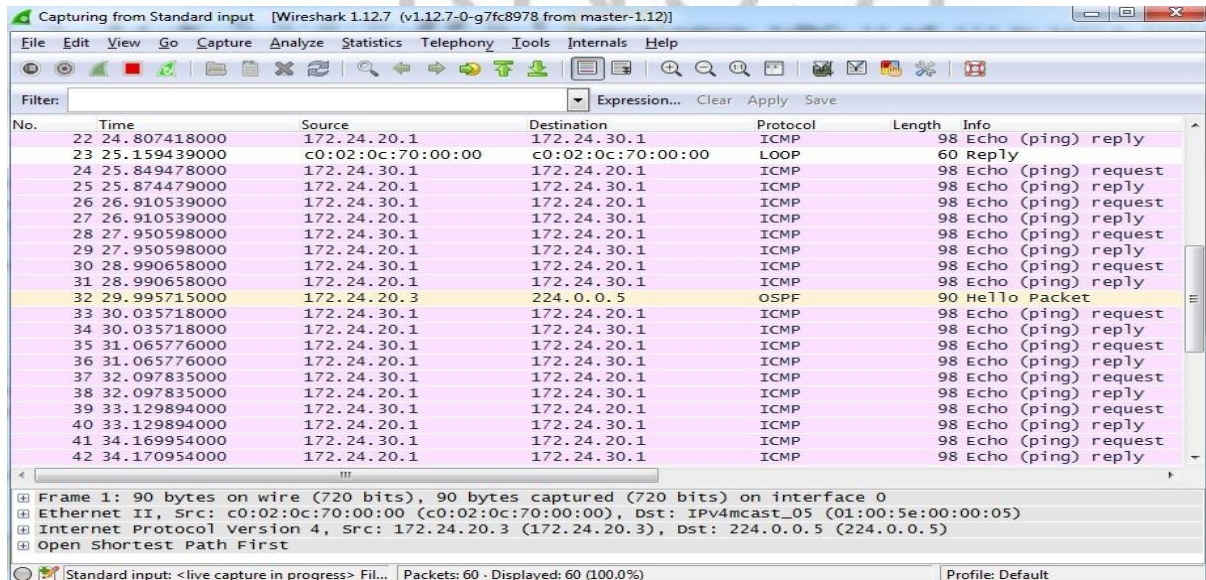 Capturing from Standard input [Wireshark 1.12.7 (v1.12.7-0-g7fc8978 from master-1.12)]
File Edit View Go Capture Analyze Statistics Telephony Tools Internals Help
Filter: Expression... Clear Apply Save
No. Time Source Destination Protocol Length Info
22 24.807418000 172.24.20.1 172.24.30.1 ICMP 98 Echo (ping) reply
23 25.159439000 c0:02:0c:70:00:00 c0:02:0c:70:00:00 LOOP 60 Reply
24 25.849478000 172.24.30.1 172.24.20.1 ICMP 98 Echo (ping) request
25 25.874479000 172.24.20.1 172.24.30.1 ICMP 98 Echo (ping) reply
26 26.910539000 172.24.30.1 172.24.20.1 ICMP 98 Echo (ping) request
27 26.910539000 172.24.20.1 172.24.30.1 ICMP 98 Echo (ping) reply
28 27.950598000 172.24.30.1 172.24.20.1 ICMP 98 Echo (ping) request
29 27.950598000 172.24.20.1 172.24.30.1 ICMP 98 Echo (ping) reply
30 28.990658000 172.24.30.1 172.24.20.1 ICMP 98 Echo (ping) request
31 28.990658000 172.24.20.1 172.24.30.1 ICMP 98 Echo (ping) reply
32 29.995715000 172.24.20.3 224.0.0.5 OSPF 90 Hello Packet
33 30.035718000 172.24.30.1 172.24.20.1 ICMP 98 Echo (ping) request
34 30.035718000 172.24.20.1 172.24.30.1 ICMP 98 Echo (ping) reply
35 31.065776000 172.24.30.1 172.24.20.1 ICMP 98 Echo (ping) request
36 31.065776000 172.24.20.1 172.24.30.1 ICMP 98 Echo (ping) reply
37 32.097835000 172.24.30.1 172.24.20.1 ICMP 98 Echo (ping) request
38 32.097835000 172.24.20.1 172.24.30.1 ICMP 98 Echo (ping) reply
39 33.129894000 172.24.30.1 172.24.20.1 ICMP 98 Echo (ping) request
40 33.129894000 172.24.20.1 172.24.30.1 ICMP 98 Echo (ping) reply
41 34.169954000 172.24.30.1 172.24.20.1 ICMP 98 Echo (ping) request
42 34.170954000 172.24.20.1 172.24.30.1 ICMP 98 Echo (ping) reply
Frame 1: 90 bytes on wire (720 bits), 90 bytes captured (720 bits) on interface 0
Ethernet II, Src: c0:02:0c:70:00:00 (c0:02:0c:70:00:00), Dst: IPv4mcast_05 (01:00:5e:00:00:05)
Internet Protocol Version 4, Src: 172.24.20.3 (172.24.20.3), Dst: 224.0.0.5 (224.0.0.5)
Open Shortest Path First
Standard input: <live capture in progress> Fil... Packets: 60 · Displayed: 60 (100.0%) Profile: Default